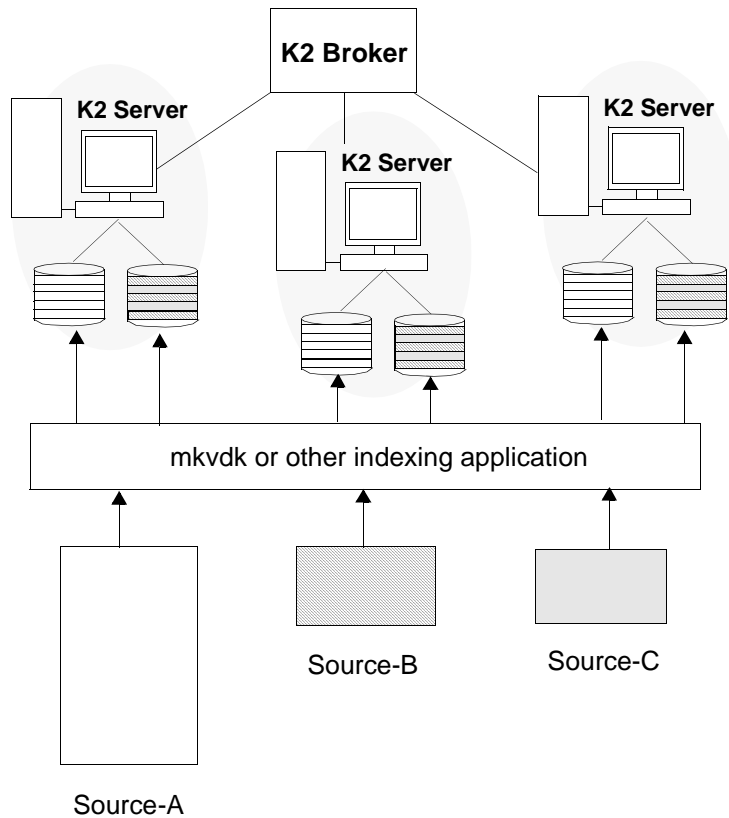 K2 Broker
K2 Server
K2 Server
K2 Server
mkvdk or other indexing application
Source-B
Source-C
Source-A